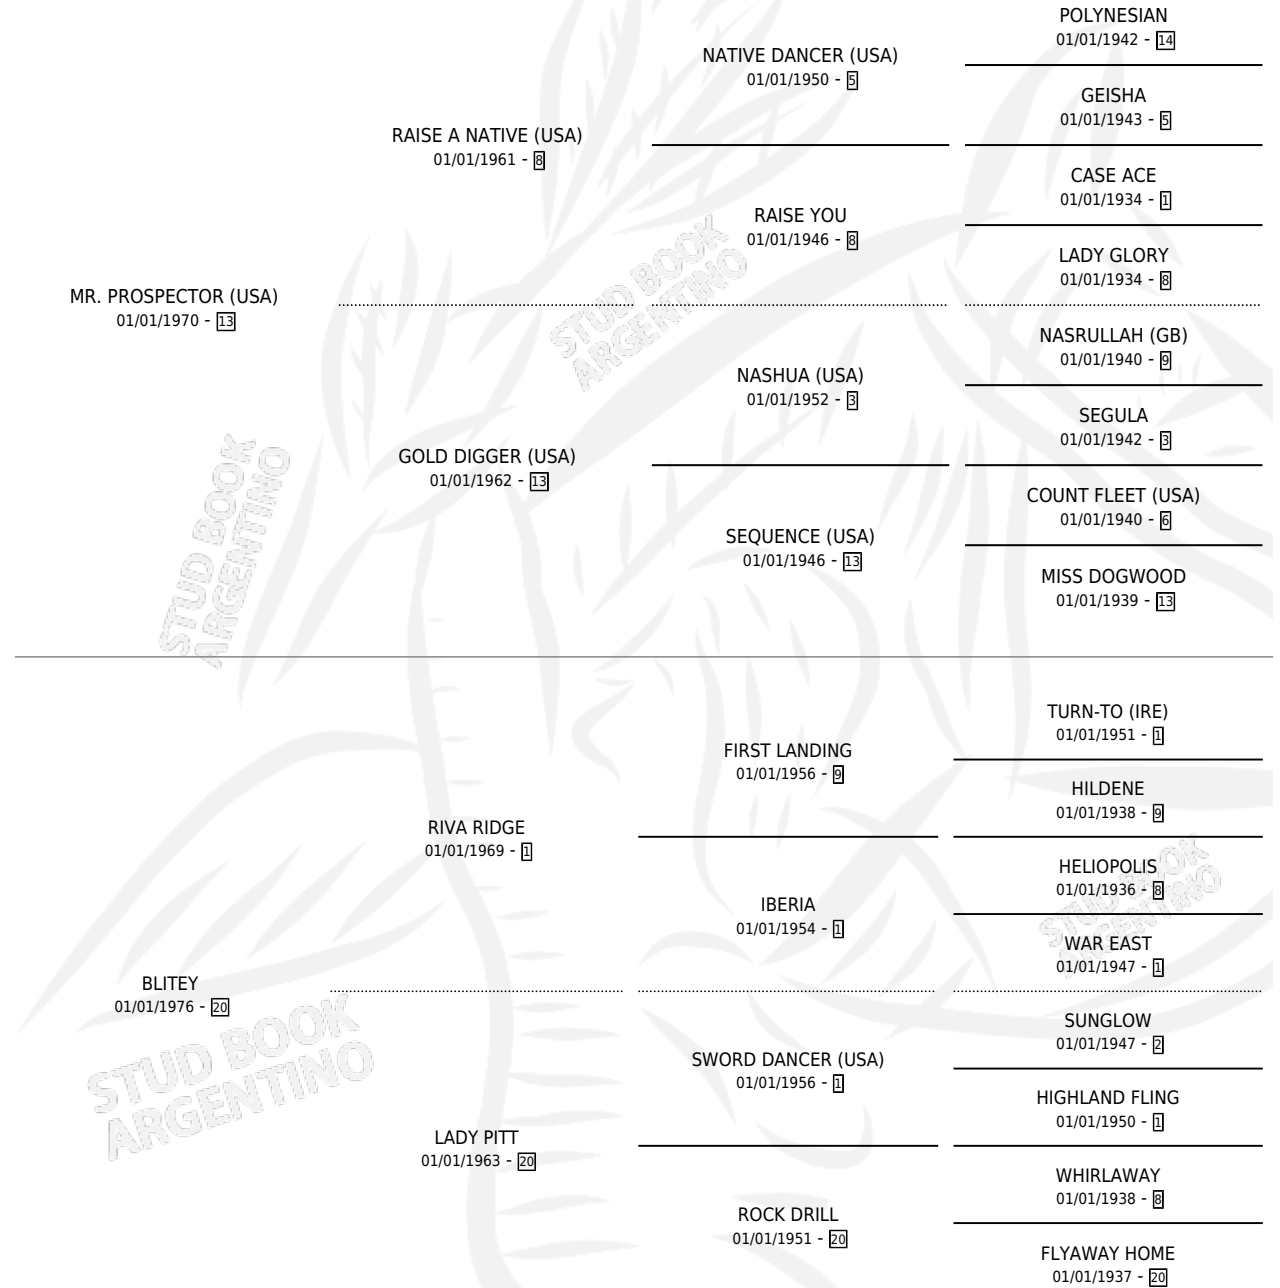 POLYNESIAN
01/01/1942 - 14
NATIVE DANCER (USA)
01/01/1950 - 5
GEISHA
01/01/1943 - 5
RAISE A NATIVE (USA)
01/01/1961 - 8
CASE ACE
01/01/1934 - 1
RAISE YOU
01/01/1946 - 8
LADY GLORY
01/01/1934 - 8
MR. PROSPECTOR (USA)
01/01/1970 - 13
NASRULLAH (GB)
01/01/1940 - 9
NASHUA (USA)
01/01/1952 - 3
SEGULA
01/01/1942 - 3
GOLD DIGGER (USA)
01/01/1962 - 13
COUNT FLEET (USA)
01/01/1940 - 6
SEQUENCE (USA)
01/01/1946 - 13
MISS DOGWOOD
01/01/1939 - 13
TURN-TO (IRE)
01/01/1951 - 1
FIRST LANDING
01/01/1956 - 9
HILDENE
01/01/1938 - 9
RIVA RIDGE
01/01/1969 - 1
HELIOPOLIS
01/01/1936 - 8
IBERIA
01/01/1954 - 1
WAR EAST
01/01/1947 - 1
BLITEY
01/01/1976 - 20
SUNGLOW
01/01/1947 - 2
SWORD DANCER (USA)
01/01/1956 - 1
HIGHLAND FLING
01/01/1950 - 1
LADY PITT
01/01/1963 - 20
WHIRLAWAY
01/01/1938 - 8
ROCK DRILL
01/01/1951 - 20
FLYAWAY HOME
01/01/1937 - 20
STUD BOOK
ARGENTINO
STUD BOOK
ARGENTINO
STUD BOOK
ARGENTINO
STUD BOOK
ARGENTINO